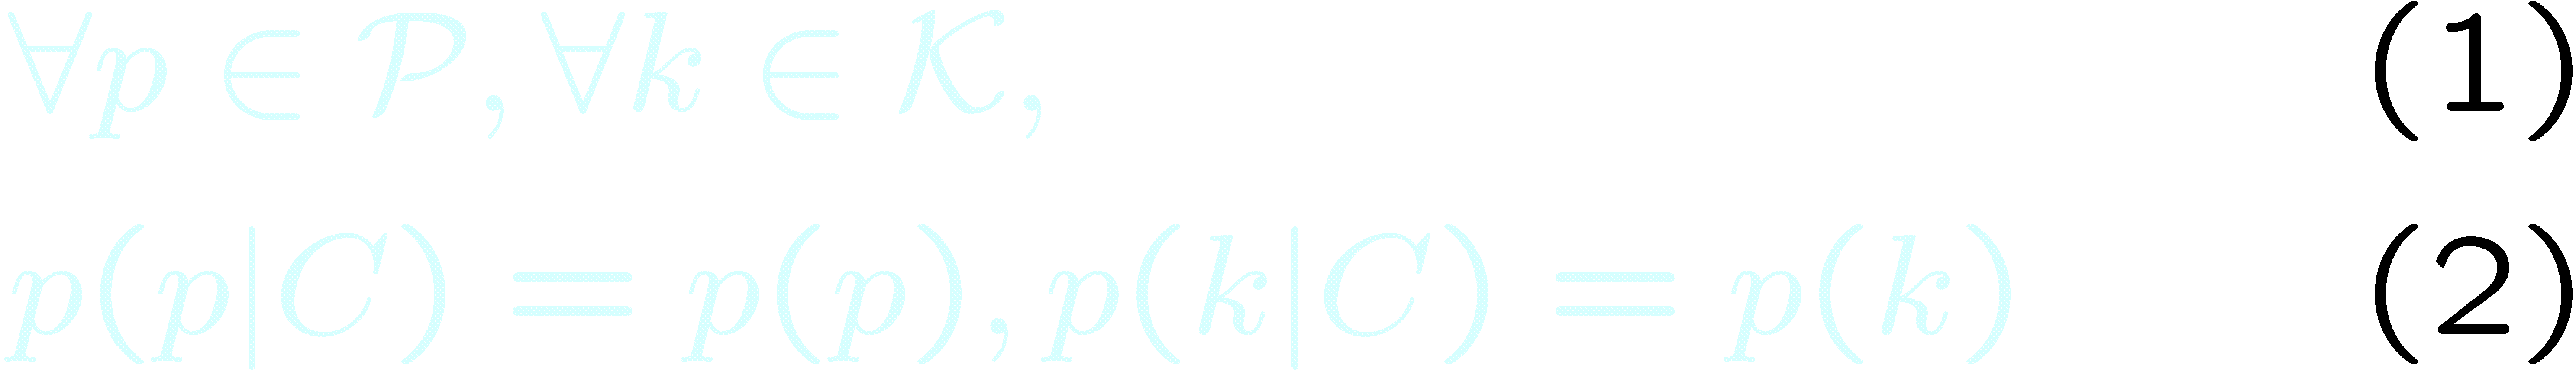 ∀p ∈ 𝒫, ∀k ∈ 𝒦, (1)
p(p|C) = p(p), p(k|C) = p(k) (2)